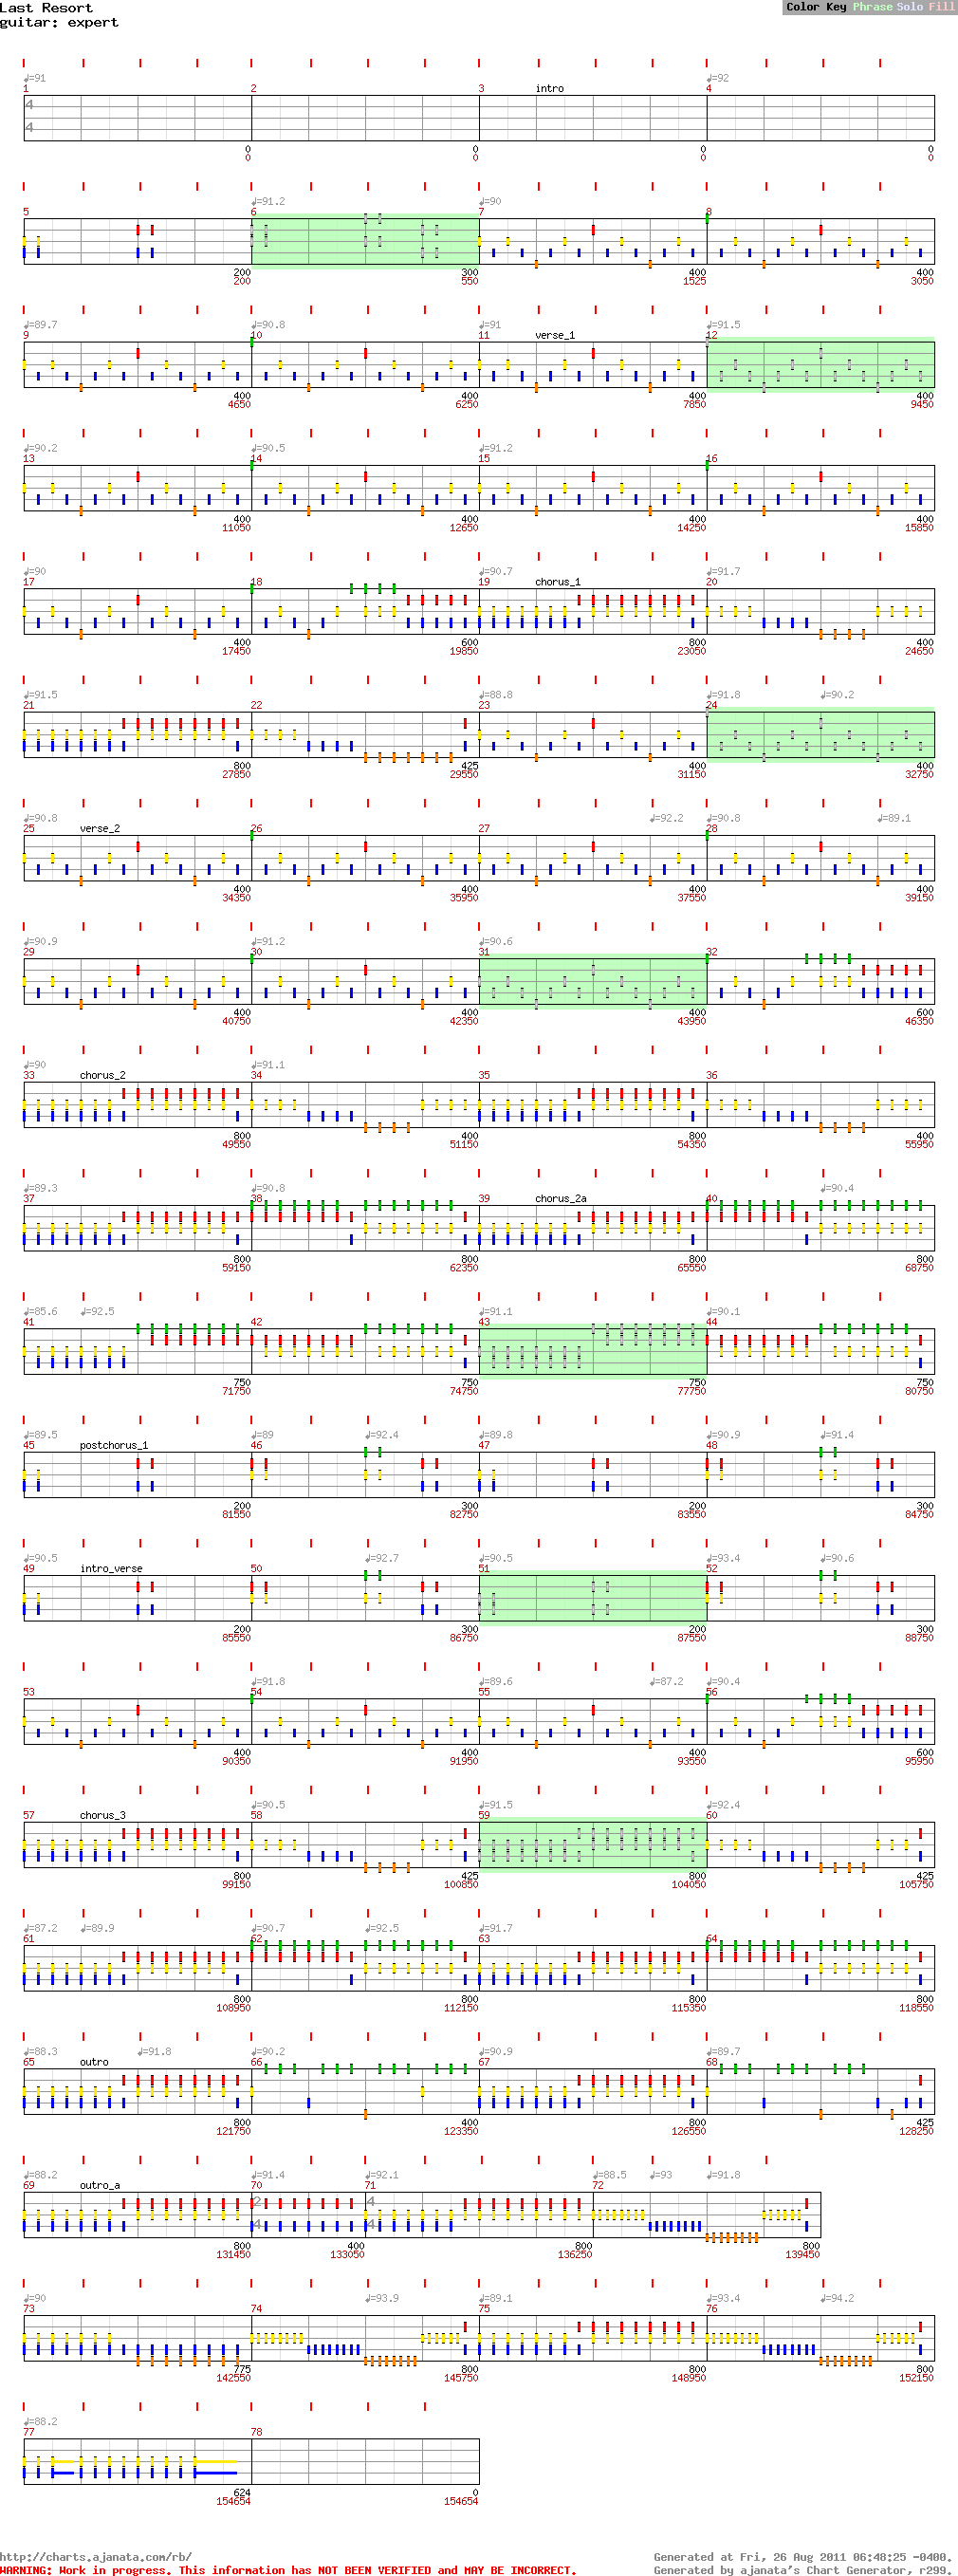 Last Resort
Color Key Phrase Solo Fill
guitar: expert
♩=91 ♩=92
1 2 3 intro 4
4
4
0 0 0 0
0 0 0 0
♩=91.2 ♩=90
5 6 7 8
200 300 400 400
200 550 1525 3050
♩=89.7 ♩=90.8 ♩=91 ♩=91.5
9 10 11 verse_1 12
400 400 400 400
4650 6250 7850 9450
♩=90.2 ♩=90.5 ♩=91.2
13 14 15 16
400 400 400 400
11050 12650 14250 15850
♩=90 ♩=90.7 ♩=91.7
17 18 19 chorus_1 20
400 600 800 400
17450 19850 23050 24650
♩=91.5 ♩=88.8 ♩=91.8 ♩=90.2
21 22 23 24
800 425 400 400
27850 29550 31150 32750
♩=90.8 ♩=92.2 ♩=90.8 ♩=89.1
25 verse_2 26 27 28
400 400 400 400
34350 35950 37550 39150
♩=90.9 ♩=91.2 ♩=90.6
29 30 31 32
400 400 400 600
40750 42350 43950 46350
♩=90 ♩=91.1
33 chorus_2 34 35 36
800 400 800 400
49550 51150 54350 55950
♩=89.3 ♩=90.8 ♩=90.4
37 38 39 chorus_2a 40
800 800 800 800
59150 62350 65550 68750
♩=85.6 ♩=92.5 ♩=91.1 ♩=90.1
41 42 43 44
750 750 750 750
71750 74750 77750 80750
♩=89.5 ♩=89 ♩=92.4 ♩=89.8 ♩=90.9 ♩=91.4
45 postchorus_1 46 47 48
200 300 200 300
81550 82750 83550 84750
♩=90.5 ♩=92.7 ♩=90.5 ♩=93.4 ♩=90.6
49 intro_verse 50 51 52
200 300 200 300
85550 86750 87550 88750
♩=91.8 ♩=89.6 ♩=87.2 ♩=90.4
53 54 55 56
400 400 400 600
90350 91950 93550 95950
♩=90.5 ♩=91.5 ♩=92.4
57 chorus_3 58 59 60
800 425 800 425
99150 100850 104050 105750
♩=87.2 ♩=89.9 ♩=90.7 ♩=92.5 ♩=91.7
61 62 63 64
800 800 800 800
108950 112150 115350 118550
♩=88.3 ♩=91.8 ♩=90.2 ♩=90.9 ♩=89.7
65 outro 66 67 68
800 400 800 425
121750 123350 126550 128250
♩=88.2 ♩=91.4 ♩=92.1 ♩=88.5 ♩=93 ♩=91.8
69 outro_a 70 71 72
2 4
4 4
800 400 800 800
131450 133050 136250 139450
♩=90 ♩=93.9 ♩=89.1 ♩=93.4 ♩=94.2
73 74 75 76
775 800 800 800
142550 145750 148950 152150
♩=88.2
77 78
624 0
154654 154654
http://charts.ajanata.com/rb/ Generated at Fri, 26 Aug 2011 06:48:25 -0400.
WARNING: Work in progress. This information has NOT BEEN VERIFIED and MAY BE INCORRECT. Generated by ajanata's Chart Generator, r299.